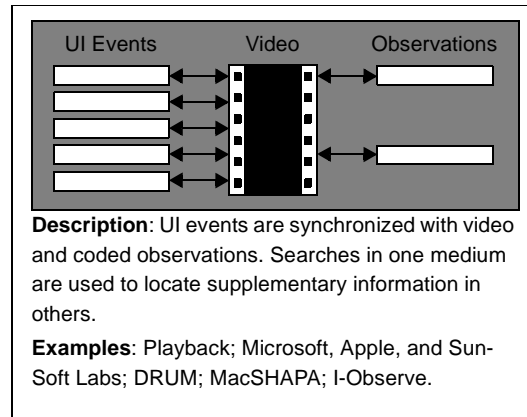 UI Events Video Observations
Description: UI events are synchronized with video
and coded observations. Searches in one medium
are used to locate supplementary information in
others.
Examples: Playback; Microsoft, Apple, and Sun-
Soft Labs; DRUM; MacSHAPA; I-Observe.